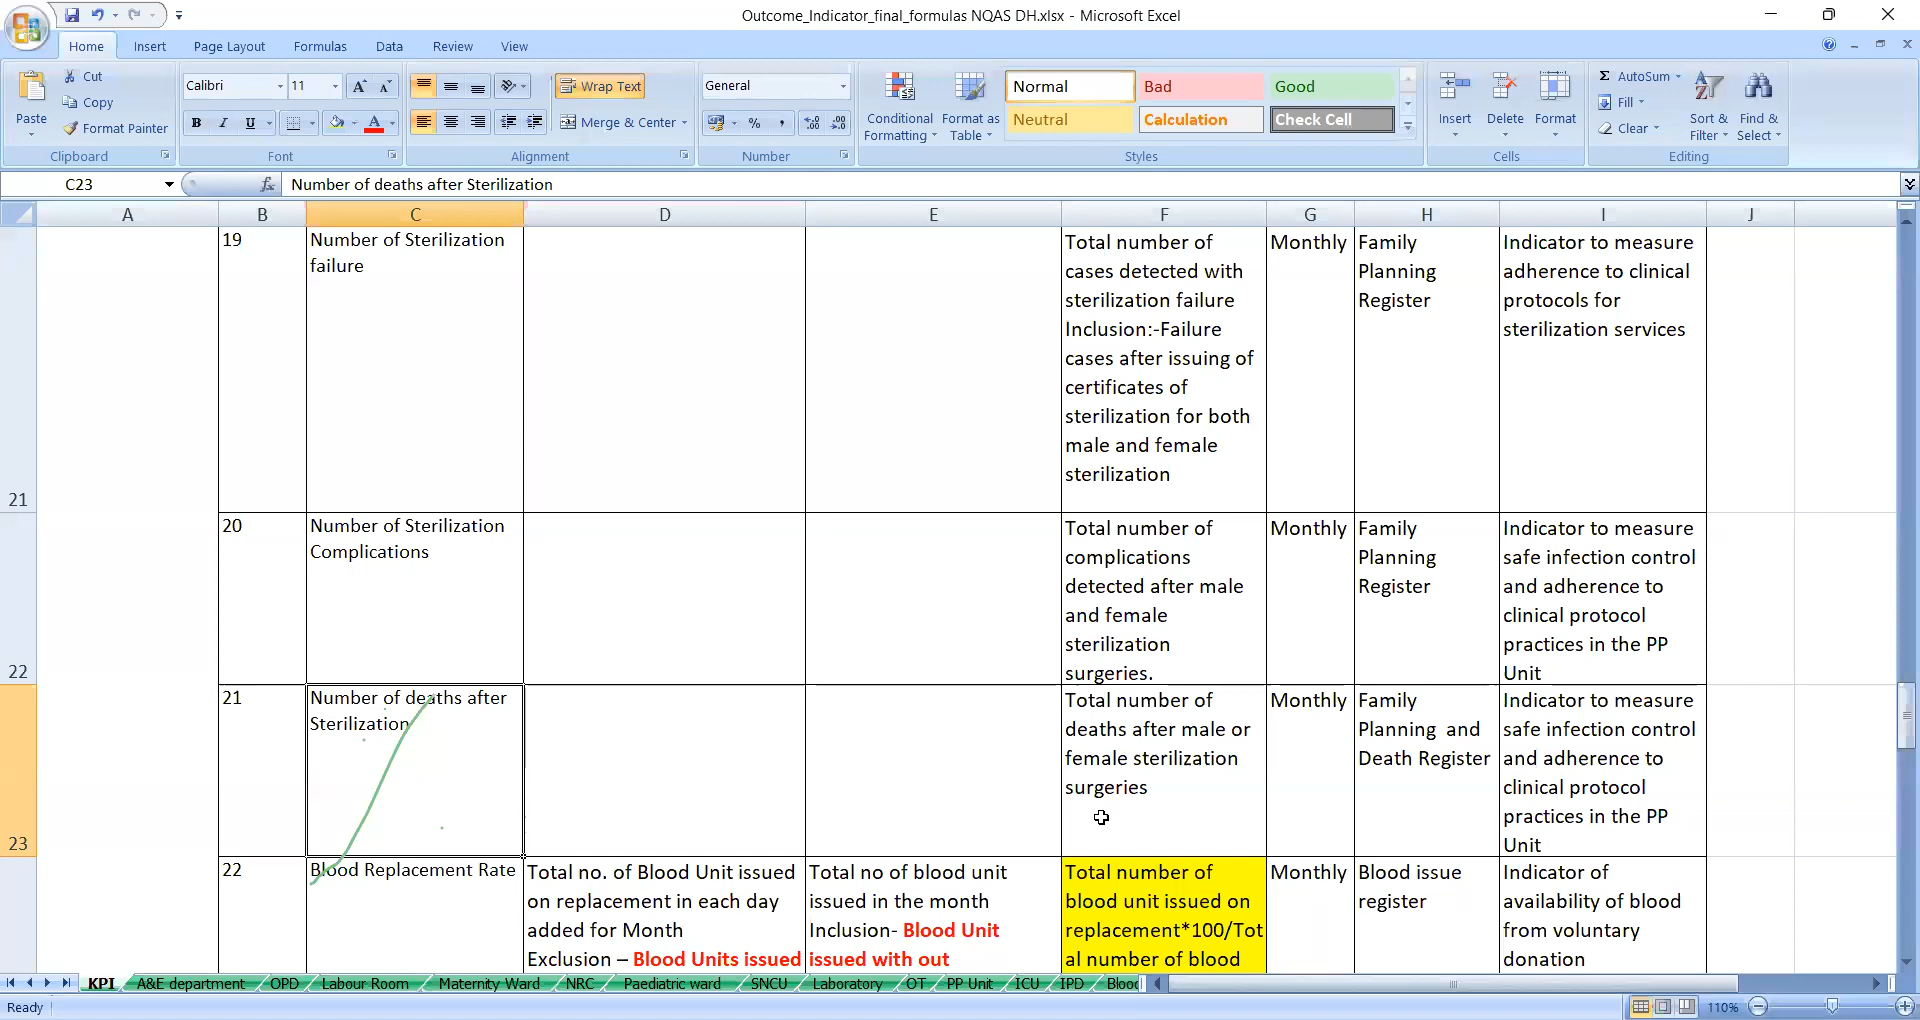 Outcome_Indicator_final_formulas NQAS DH.xlsx - Microsoft Excel
Home Insert Page Layout Formulas Data Review View
Cut
Copy
Format Painter
Paste
Clipboard
Calibri 11
B I U
Font
Wrap Text
Merge & Center
Alignment
General
Number
Conditional Formatting
Format as Table
Normal Bad Good
Neutral Calculation Check Cell
Styles
Insert Delete Format
Cells
Σ AutoSum
Fill
Clear
Sort & Filter
Find & Select
Editing
C23 fx Number of deaths after Sterilization
A B C D E F G H I J
21
19
Number of Sterilization
failure
Total number of
cases detected with
sterilization failure
Inclusion:-Failure
cases after issuing of
certificates of
sterilization for both
male and female
sterilization
Monthly
Family
Planning
Register
Indicator to measure
adherence to clinical
protocols for
sterilization services
22
20
Number of Sterilization
Complications
Total number of
complications
detected after male
and female
sterilization
surgeries.
Monthly
Family
Planning
Register
Indicator to measure
safe infection control
and adherence to
clinical protocol
practices in the PP
Unit
23
21
Number of deaths after
Sterilization
Total number of
deaths after male or
female sterilization
surgeries
Monthly
Family
Planning and
Death Register
Indicator to measure
safe infection control
and adherence to
clinical protocol
practices in the PP
Unit
22
Blood Replacement Rate
Total no. of Blood Unit issued
on replacement in each day
added for Month
Exclusion – Blood Units issued
Total no of blood unit
issued in the month
Inclusion- Blood Unit
issued with out
Total number of
blood unit issued on
replacement*100/Tot
al number of blood
Monthly
Blood issue
register
Indicator of
availability of blood
from voluntary
donation
KPI A&E department OPD Labour Room Maternity Ward NRC Paediatric ward SNCU Laboratory OT PP Unit ICU IPD Blood
Ready 110%